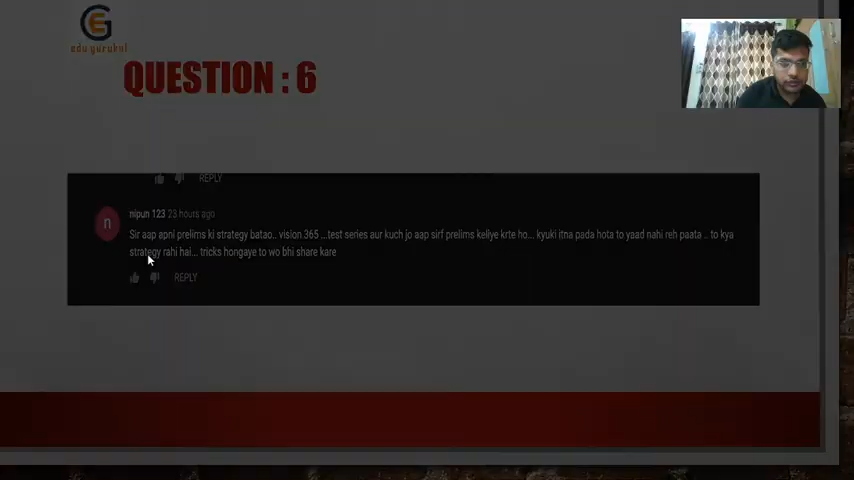 GE
edu gurukul
QUESTION : 6
REPLY
n
nipun 123 23 hours ago
Sir aap apni prelims ki strategy batao.. vision 365 ...test series aur kuch jo aap sirf prelims keliye krte ho... kyuki itna pada hota to yaad nahi reh paata .. to kya
strategy rahi hai... tricks hongaye to wo bhi share kare
REPLY